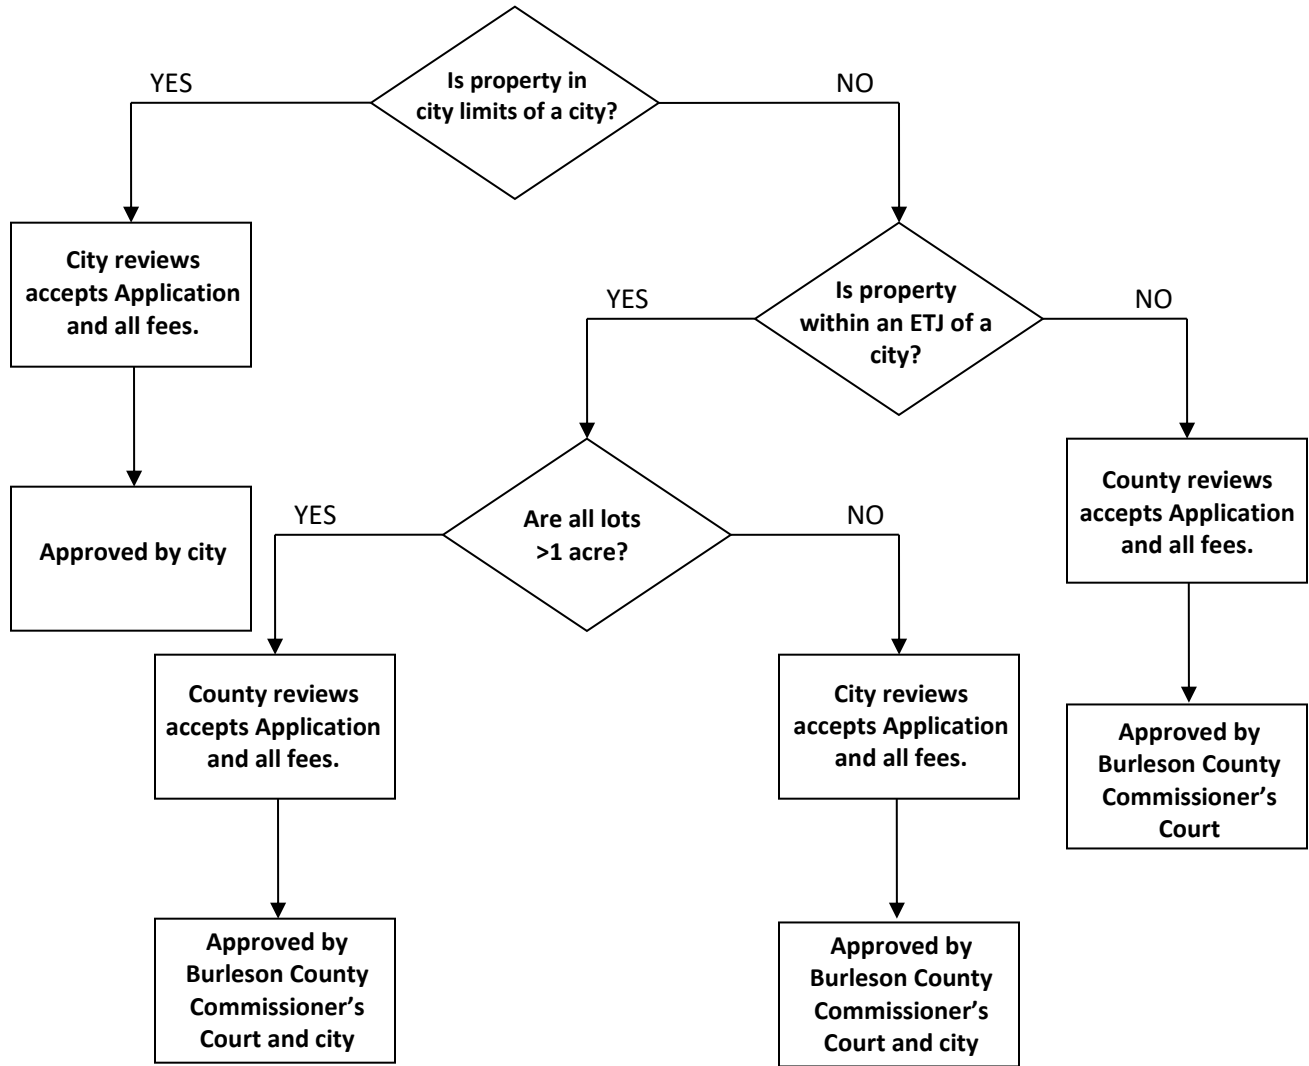 Is property in
city limits of a city?
YES
NO
City reviews
accepts Application
and all fees.
Approved by city
Is property
within an ETJ of a
city?
YES
NO
Are all lots
>1 acre?
YES
NO
County reviews
accepts Application
and all fees.
Approved by
Burleson County
Commissioner’s
Court and city
City reviews
accepts Application
and all fees.
Approved by
Burleson County
Commissioner’s
Court and city
County reviews
accepts Application
and all fees.
Approved by
Burleson County
Commissioner’s
Court